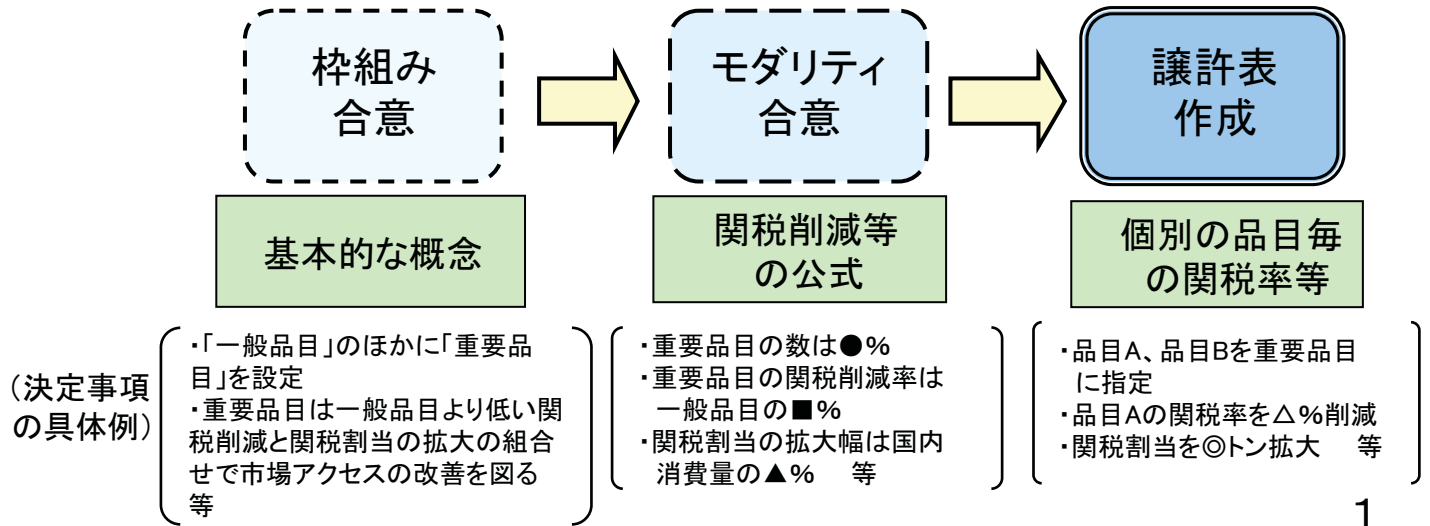 枠組み
合意
モダリティ
合意
譲許表
作成
基本的な概念
関税削減等
の公式
個別の品目毎
の関税率等
(決定事項
の具体例)
・「一般品目」のほかに「重要品
目」を設定
・重要品目は一般品目より低い関
税削減と関税割当の拡大の組合
せで市場アクセスの改善を図る
等
・重要品目の数は●%
・重要品目の関税削減率は
一般品目の■%
・関税割当の拡大幅は国内
消費量の▲% 等
・品目A、品目Bを重要品目
に指定
・品目Aの関税率を△%削減
・関税割当を◎トン拡大 等
1